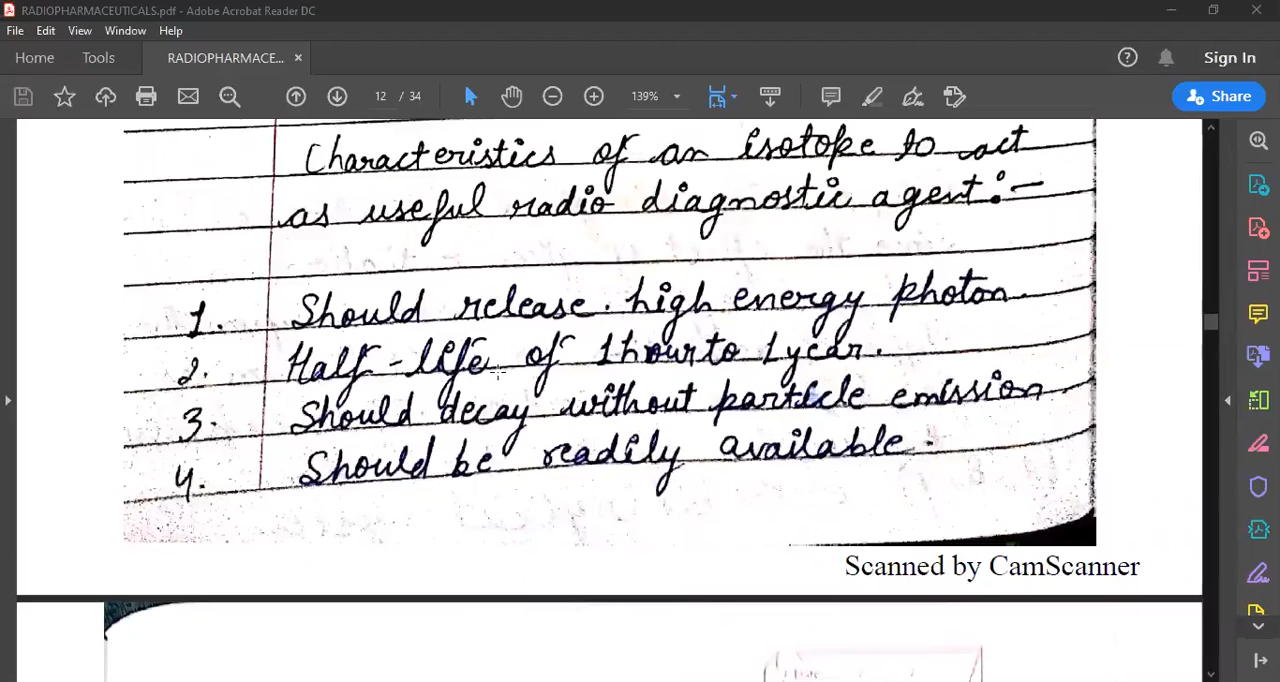 RADIOPHARMACEUTICALS.pdf - Adobe Acrobat Reader DC
File Edit View Window Help
Home Tools RADIOPHARMACE... × Sign In
12 / 34 139% Share
Characteristics of an isotope to act
as useful radio diagnostic agent:-
1. Should release. high energy photon.
2. Half-life of 1hour to 1year.
3. Should decay without particle emission
4. Should be readily available.
Scanned by CamScanner